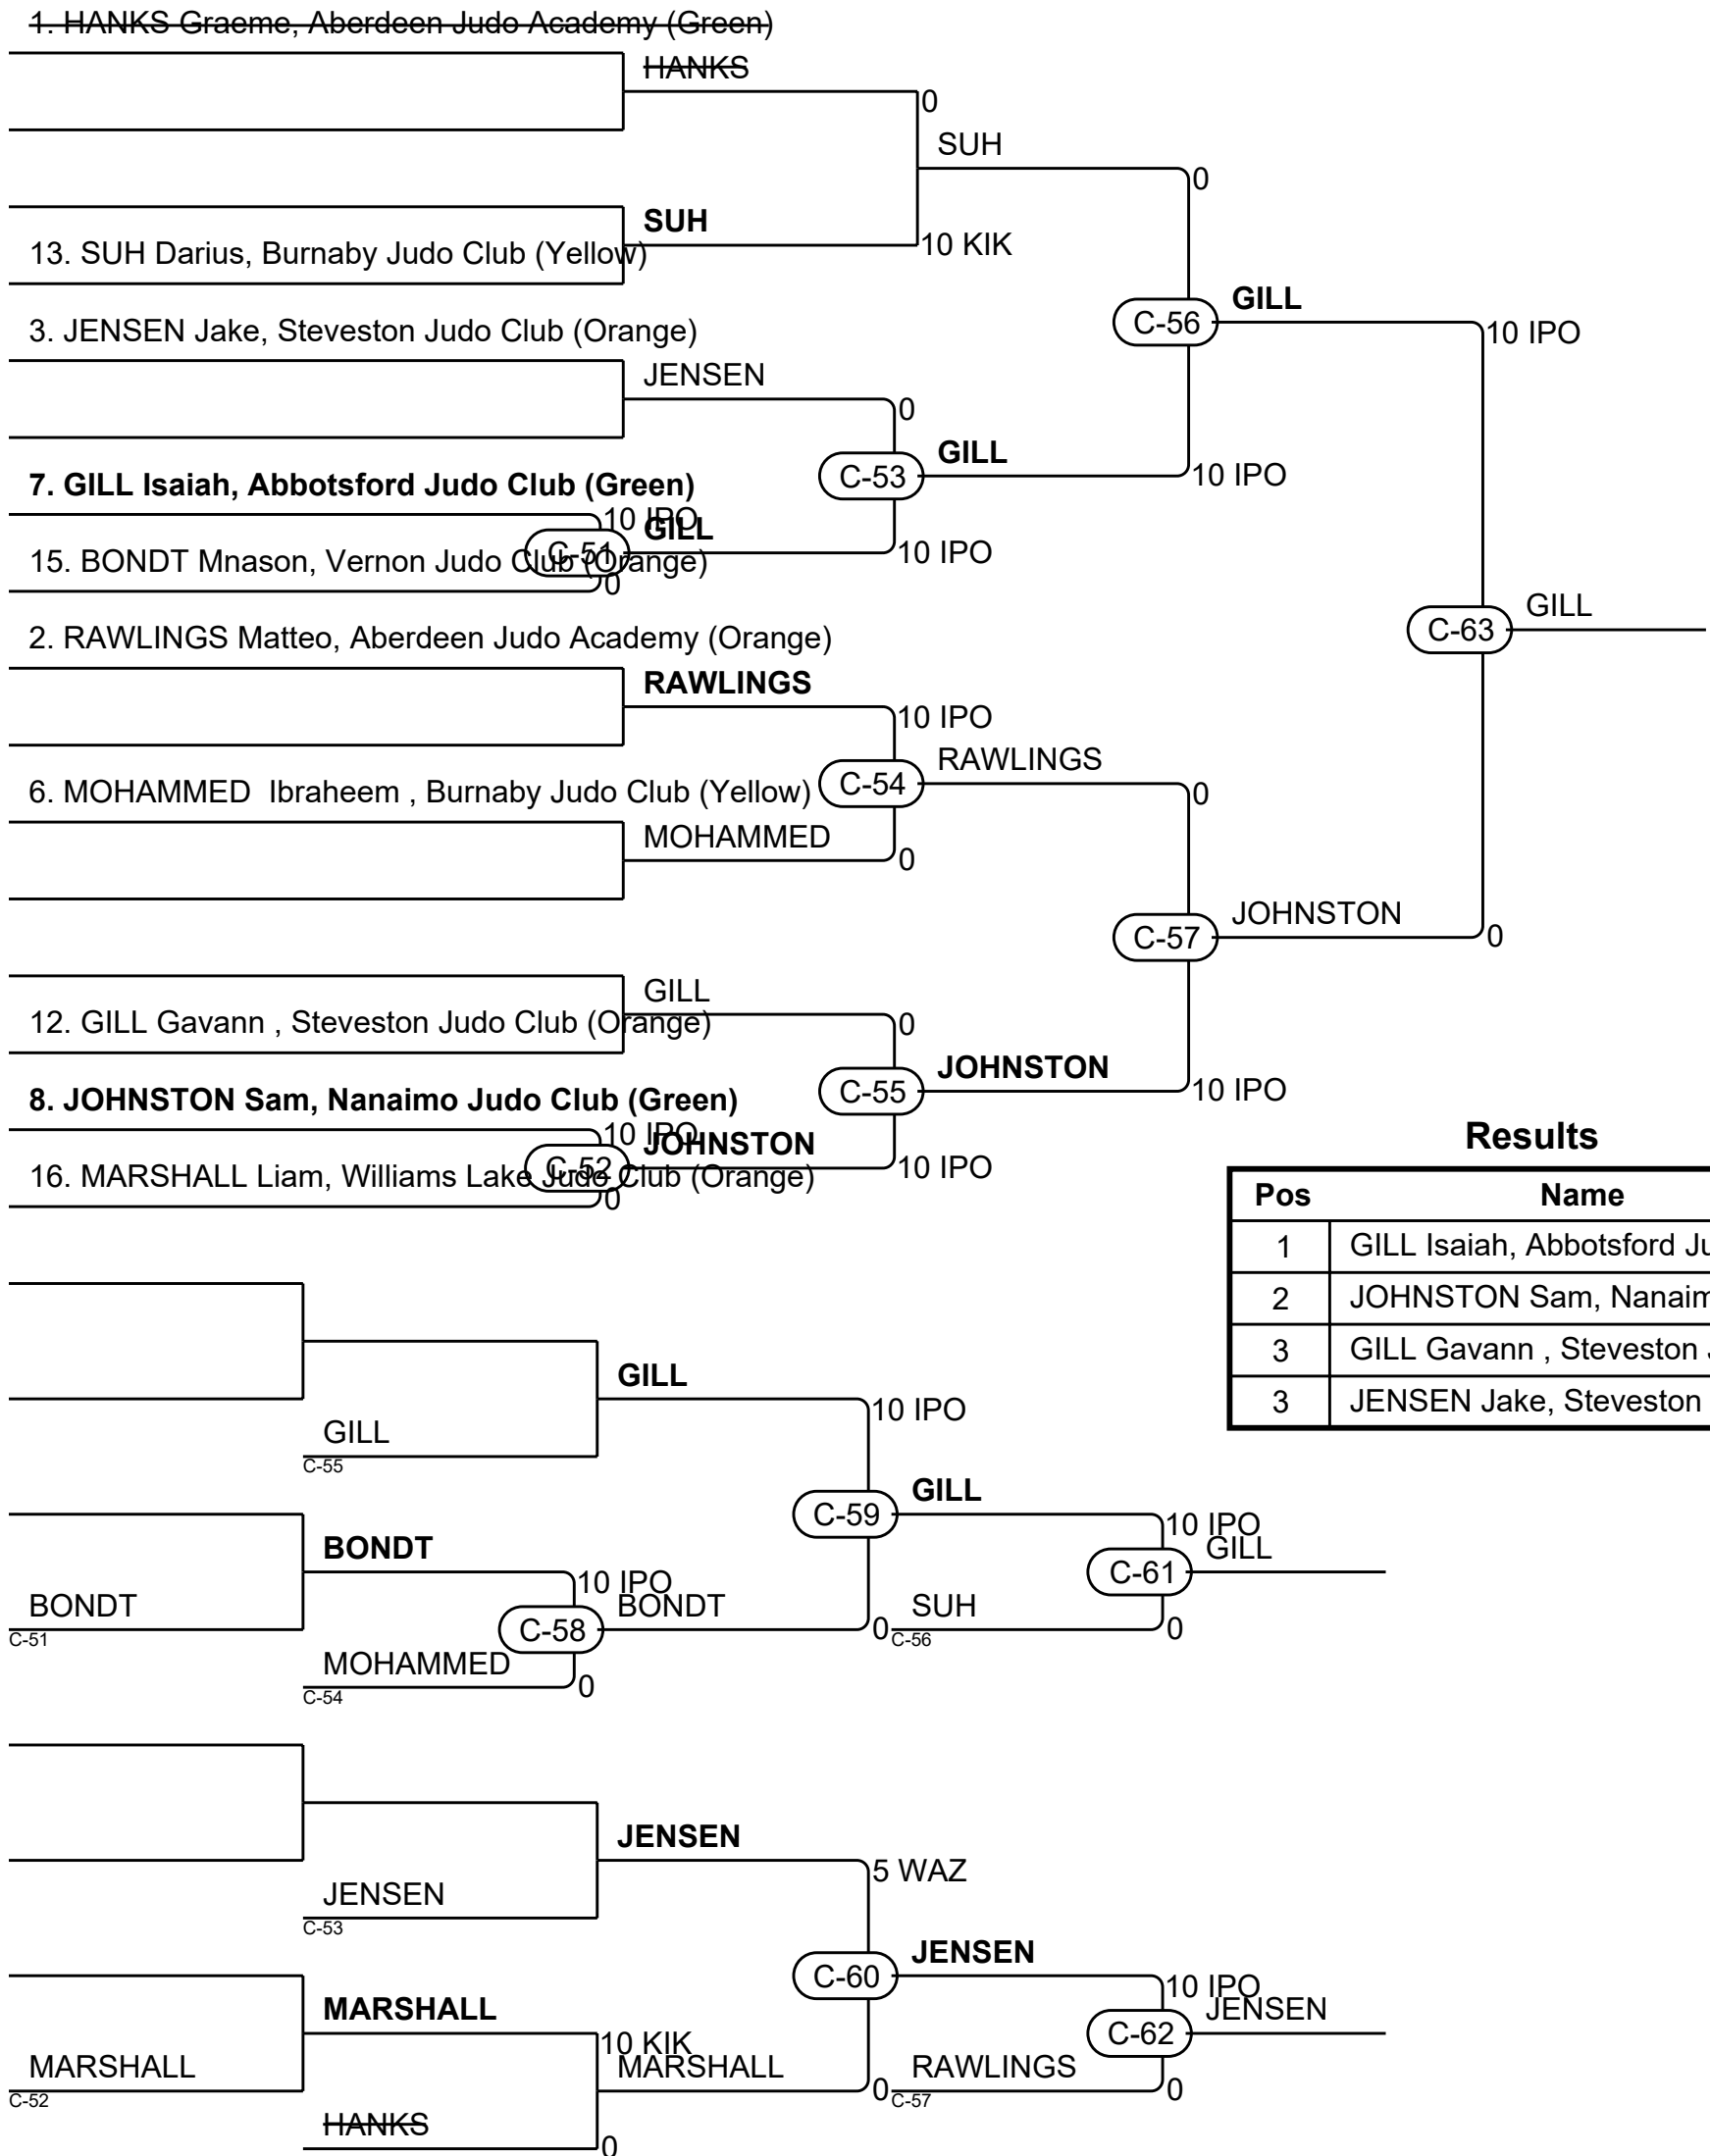 1. HANKS Graeme, Aberdeen Judo Academy (Green)
HANKS
0
SUH
0
SUH
10 KIK
13. SUH Darius, Burnaby Judo Club (Yellow)
GILL
C-56
10 IPO
3. JENSEN Jake, Steveston Judo Club (Orange)
JENSEN
0
GILL
C-53
10 IPO
7. GILL Isaiah, Abbotsford Judo Club (Green)
10 IPO
GILL
C-51
10 IPO
15. BONDT Mnason, Vernon Judo Club (Orange)
0
GILL
C-63
2. RAWLINGS Matteo, Aberdeen Judo Academy (Orange)
RAWLINGS
10 IPO
RAWLINGS
C-54
0
6. MOHAMMED Ibraheem , Burnaby Judo Club (Yellow)
MOHAMMED
0
JOHNSTON
C-57
0
GILL
0
12. GILL Gavann , Steveston Judo Club (Orange)
JOHNSTON
C-55
10 IPO
8. JOHNSTON Sam, Nanaimo Judo Club (Green)
10 IPO
JOHNSTON
C-52
10 IPO
16. MARSHALL Liam, Williams Lake Judo Club (Orange)
0
Results
Pos Name
1 GILL Isaiah, Abbotsford Ju
2 JOHNSTON Sam, Nanaim
3 GILL Gavann , Steveston J
3 JENSEN Jake, Steveston
GILL
10 IPO
GILL
C-55
GILL
C-59
10 IPO
GILL
C-61
BONDT
10 IPO
BONDT
C-51
C-58
BONDT
0
SUH
C-56
0
MOHAMMED
C-54
0
JENSEN
5 WAZ
JENSEN
C-53
JENSEN
C-60
10 IPO
JENSEN
C-62
MARSHALL
10 KIK
MARSHALL
C-52
MARSHALL
0
RAWLINGS
C-57
0
HANKS
0